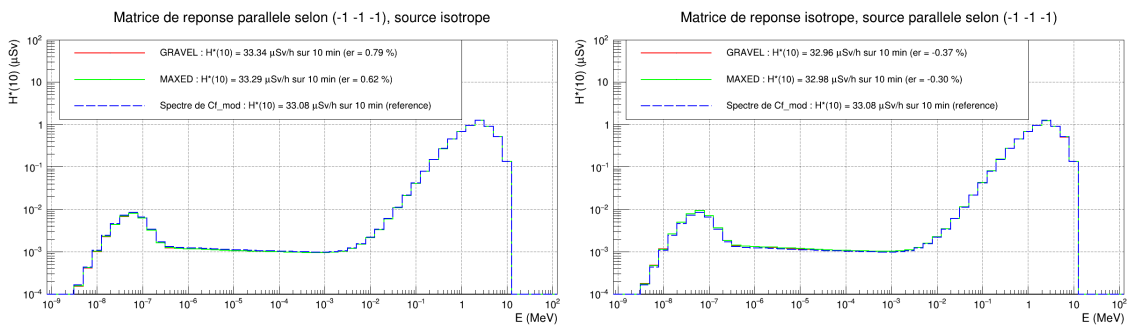 Matrice de reponse parallele selon (-1 -1 -1), source isotrope
H*(10) (µSv)
10²
10
1
10⁻¹
10⁻²
10⁻³
10⁻⁴
GRAVEL : H*(10) = 33.34 µSv/h sur 10 min (er = 0.79 %)
MAXED : H*(10) = 33.29 µSv/h sur 10 min (er = 0.62 %)
Spectre de Cf_mod : H*(10) = 33.08 µSv/h sur 10 min (reference)
10⁻⁹ 10⁻⁸ 10⁻⁷ 10⁻⁶ 10⁻⁵ 10⁻⁴ 10⁻³ 10⁻² 10⁻¹ 1 10 10²
E (MeV)
Matrice de reponse isotrope, source parallele selon (-1 -1 -1)
H*(10) (µSv)
10²
10
1
10⁻¹
10⁻²
10⁻³
10⁻⁴
GRAVEL : H*(10) = 32.96 µSv/h sur 10 min (er = -0.37 %)
MAXED : H*(10) = 32.98 µSv/h sur 10 min (er = -0.30 %)
Spectre de Cf_mod : H*(10) = 33.08 µSv/h sur 10 min (reference)
10⁻⁹ 10⁻⁸ 10⁻⁷ 10⁻⁶ 10⁻⁵ 10⁻⁴ 10⁻³ 10⁻² 10⁻¹ 1 10 10²
E (MeV)